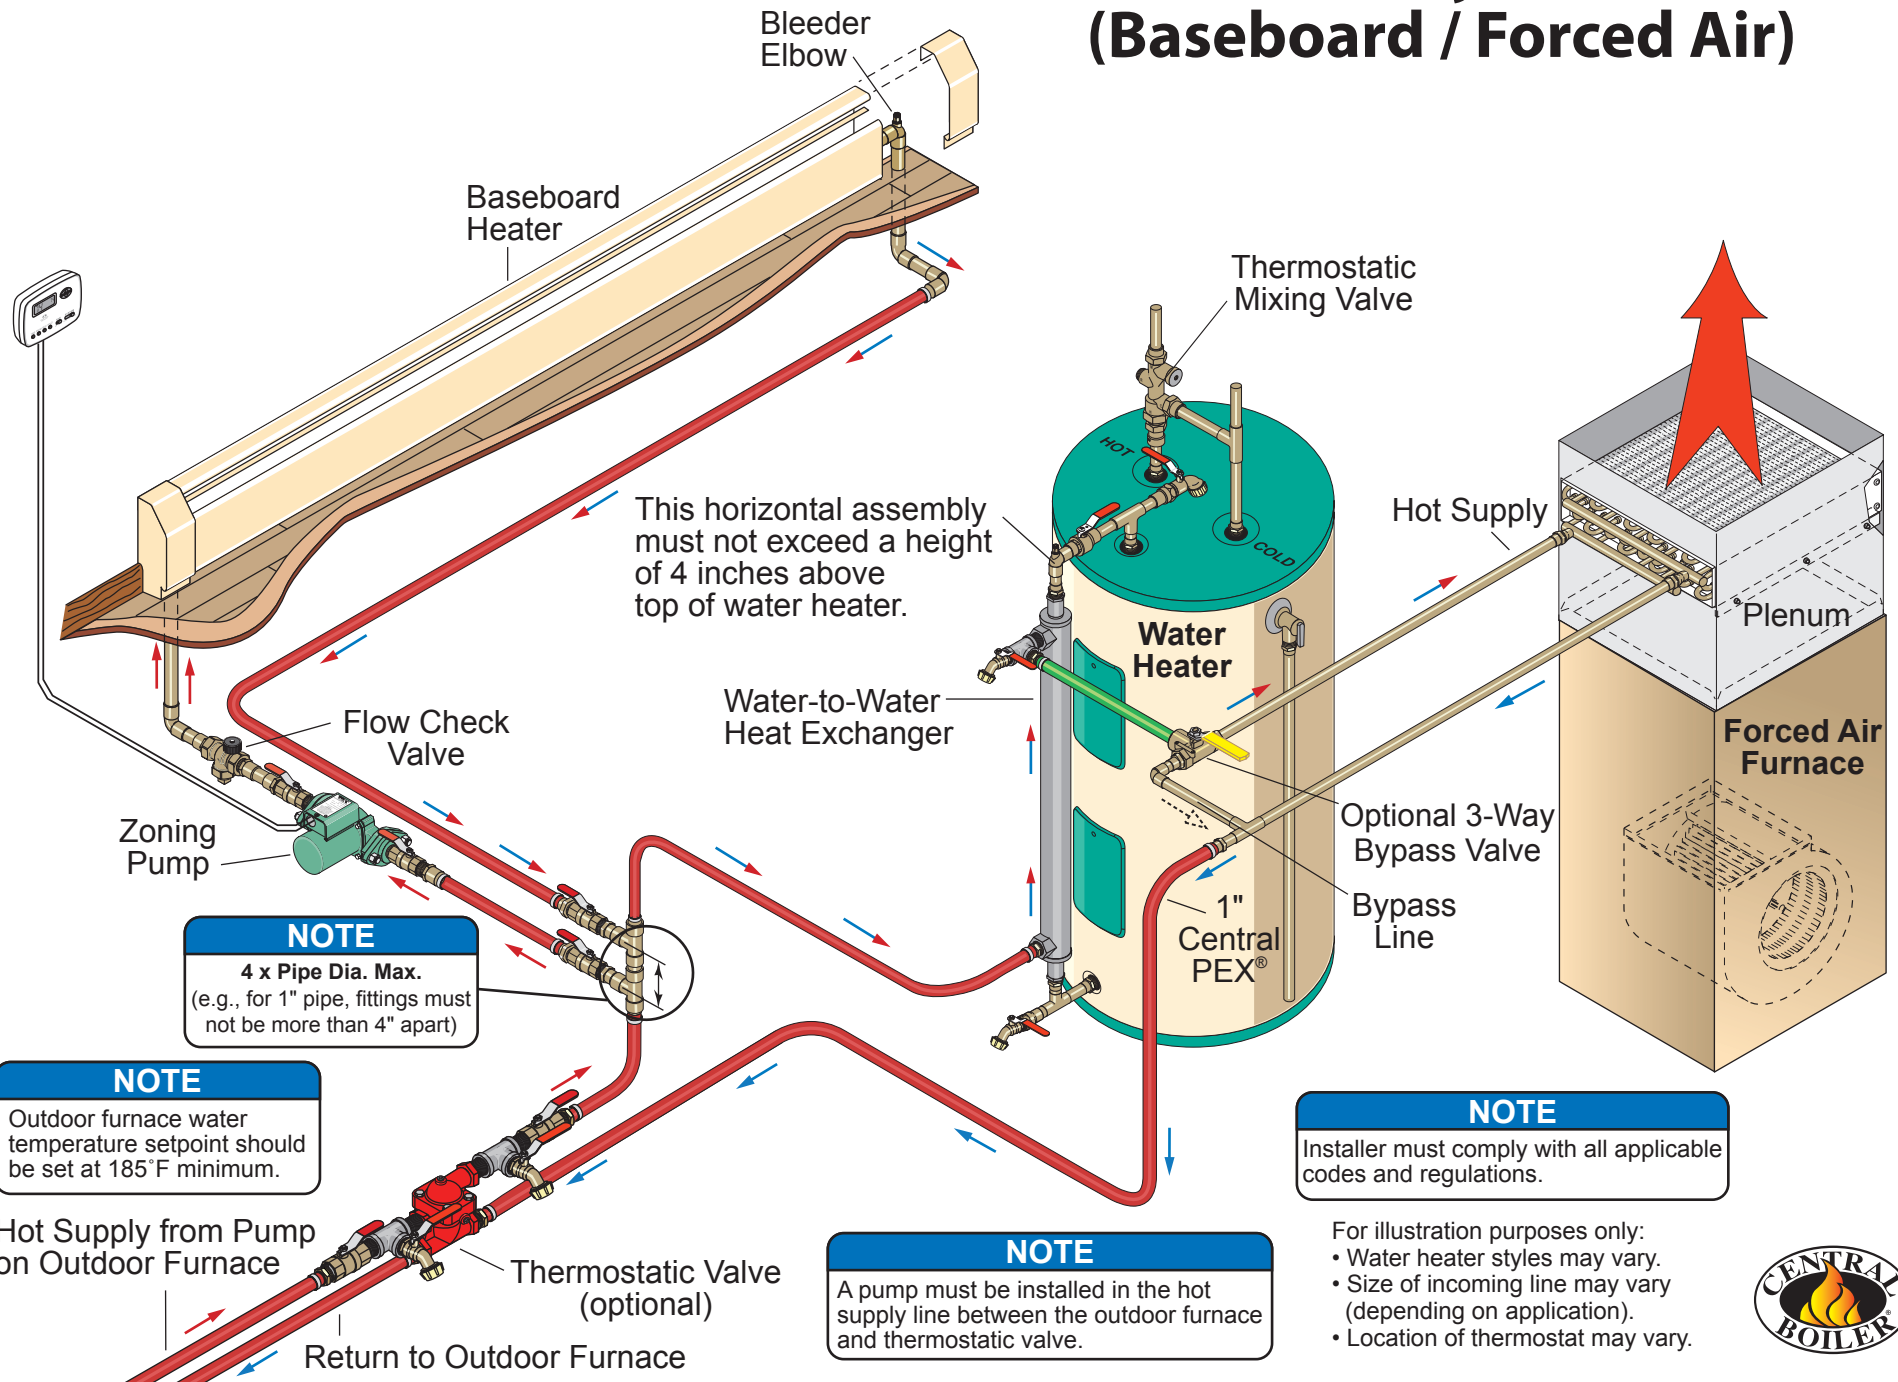 (Baseboard / Forced Air)
Bleeder
Elbow
Baseboard
Heater
Thermostatic
Mixing Valve
HOT
COLD
This horizontal assembly
must not exceed a height
of 4 inches above
top of water heater.
Hot Supply
Plenum
Water
Heater
Water-to-Water
Heat Exchanger
Flow Check
Valve
Forced Air
Furnace
Zoning
Pump
Optional 3-Way
Bypass Valve
Bypass
Line
1"
Central
PEX®
NOTE
4 x Pipe Dia. Max.
(e.g., for 1" pipe, fittings must
not be more than 4" apart)
NOTE
Outdoor furnace water
temperature setpoint should
be set at 185˚F minimum.
Hot Supply from Pump
on Outdoor Furnace
Thermostatic Valve
(optional)
Return to Outdoor Furnace
NOTE
A pump must be installed in the hot
supply line between the outdoor furnace
and thermostatic valve.
NOTE
Installer must comply with all applicable
codes and regulations.
For illustration purposes only:
• Water heater styles may vary.
• Size of incoming line may vary
(depending on application).
• Location of thermostat may vary.
CENTRAL
BOILER®